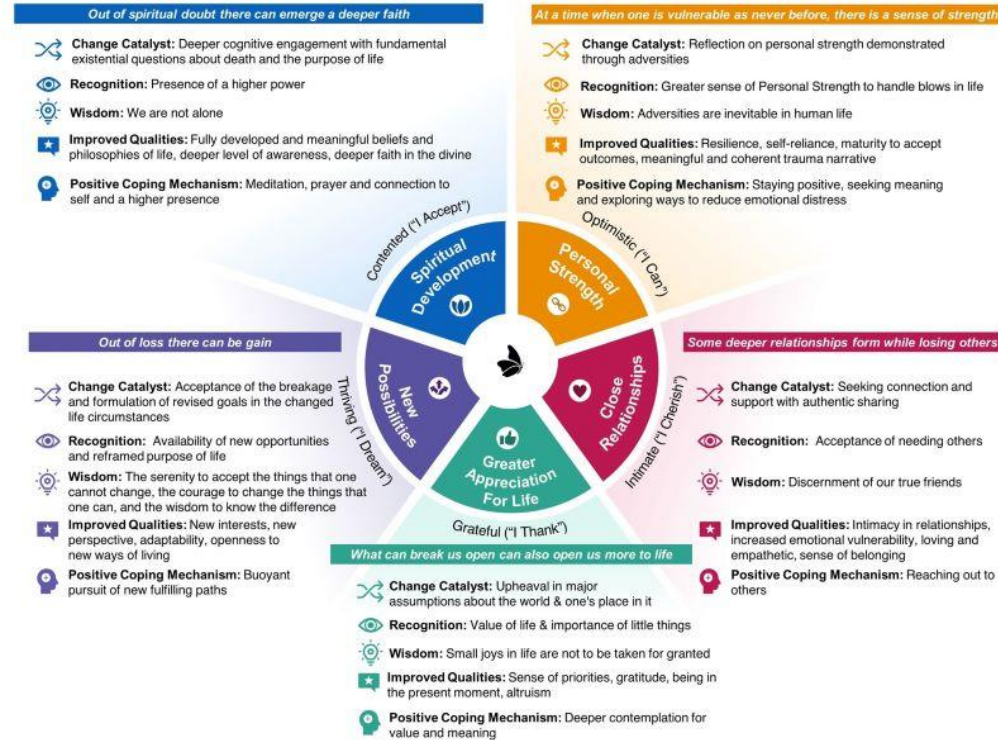 Out of spiritual doubt there can emerge a deeper faith
Change Catalyst: Deeper cognitive engagement with fundamental
existential questions about death and the purpose of life
Recognition: Presence of a higher power
Wisdom: We are not alone
Improved Qualities: Fully developed and meaningful beliefs and
philosophies of life, deeper level of awareness, deeper faith in the divine
Positive Coping Mechanism: Meditation, prayer and connection to
self and a higher presence
At a time when one is vulnerable as never before, there is a sense of strength
Change Catalyst: Reflection on personal strength demonstrated
through adversities
Recognition: Greater sense of Personal Strength to handle blows in life
Wisdom: Adversities are inevitable in human life
Improved Qualities: Resilience, self-reliance, maturity to accept
outcomes, meaningful and coherent trauma narrative
Positive Coping Mechanism: Staying positive, seeking meaning
and exploring ways to reduce emotional distress
Contented ("I Accept")
Spiritual
Development
Optimistic ("I Can")
Personal
Strength
Out of loss there can be gain
Change Catalyst: Acceptance of the breakage
and formulation of revised goals in the changed
life circumstances
Recognition: Availability of new opportunities
and reframed purpose of life
Wisdom: The serenity to accept the things that one
cannot change, the courage to change the things that
one can, and the wisdom to know the difference
Improved Qualities: New interests, new
perspective, adaptability, openness to
new ways of living
Positive Coping Mechanism: Buoyant
pursuit of new fulfilling paths
Thriving ("I Dream")
New
Possibilities
Close
Relationships
Intimate ("I Cherish")
Some deeper relationships form while losing others
Change Catalyst: Seeking connection and
support with authentic sharing
Recognition: Acceptance of needing others
Wisdom: Discernment of our true friends
Improved Qualities: Intimacy in relationships,
increased emotional vulnerability, loving and
empathetic, sense of belonging
Positive Coping Mechanism: Reaching out to
others
Greater
Appreciation
For Life
Grateful ("I Thank")
What can break us open can also open us more to life
Change Catalyst: Upheaval in major
assumptions about the world & one's place in it
Recognition: Value of life & importance of little things
Wisdom: Small joys in life are not to be taken for granted
Improved Qualities: Sense of priorities, gratitude, being in
the present moment, altruism
Positive Coping Mechanism: Deeper contemplation for
value and meaning